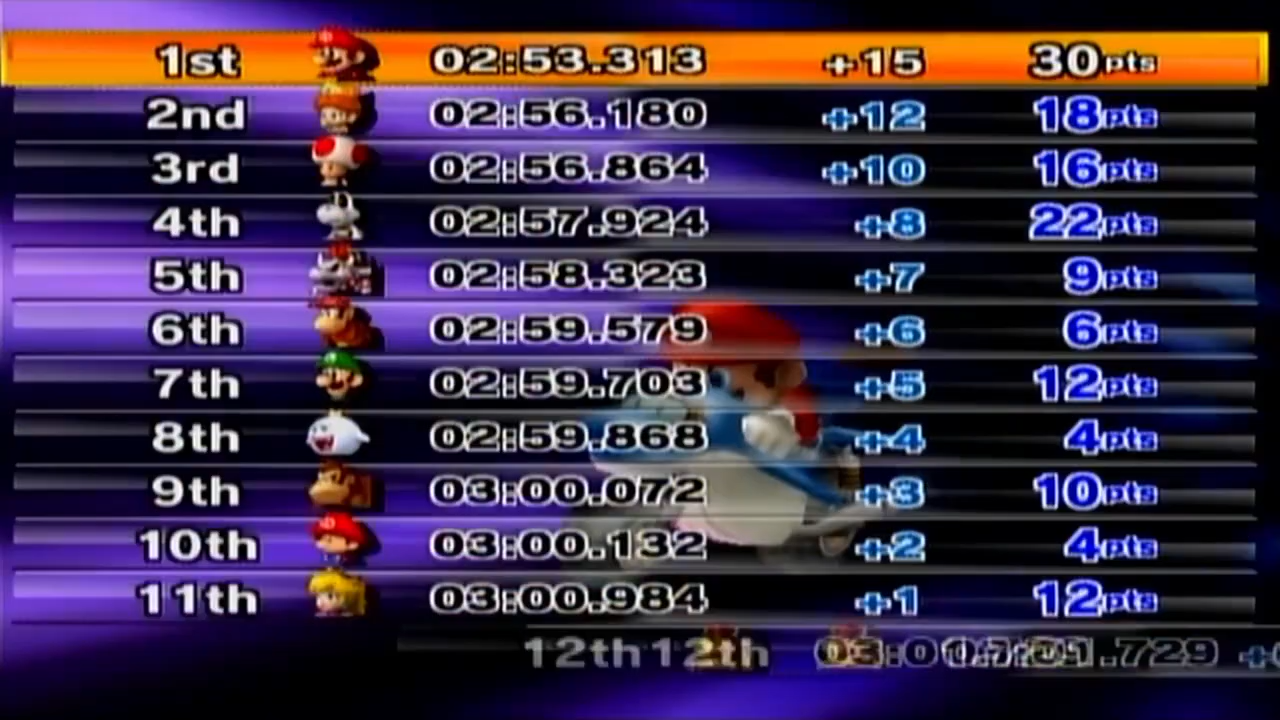 1st 02:53.313 +15 30pts
2nd 02:56.180 +12 18pts
3rd 02:56.864 +10 16pts
4th 02:57.924 +8 22pts
5th 02:58.323 +7 9pts
6th 02:59.579 +6 6pts
7th 02:59.703 +5 12pts
8th 02:59.868 +4 4pts
9th 03:00.072 +3 10pts
10th 03:00.132 +2 4pts
11th 03:00.984 +1 12pts
12th 12th